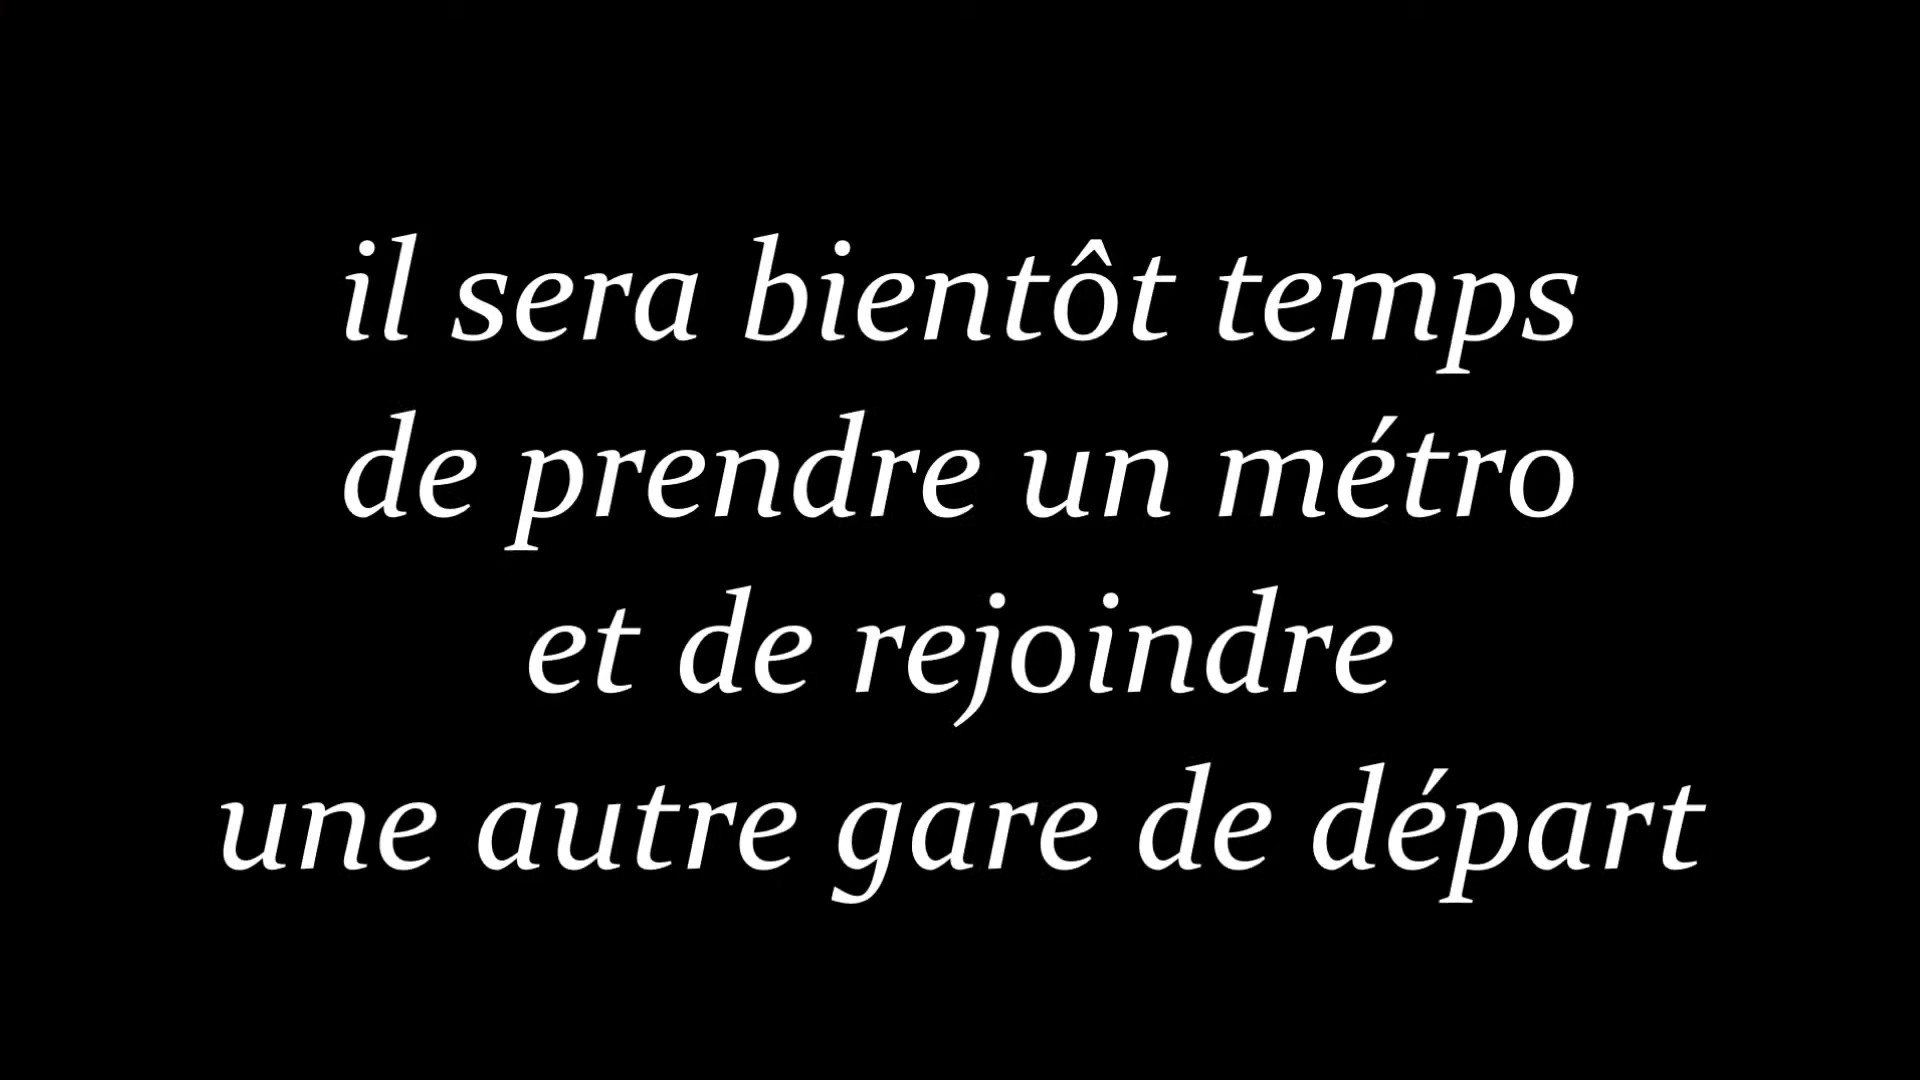 il sera bientôt temps
de prendre un métro
et de rejoindre
une autre gare de départ